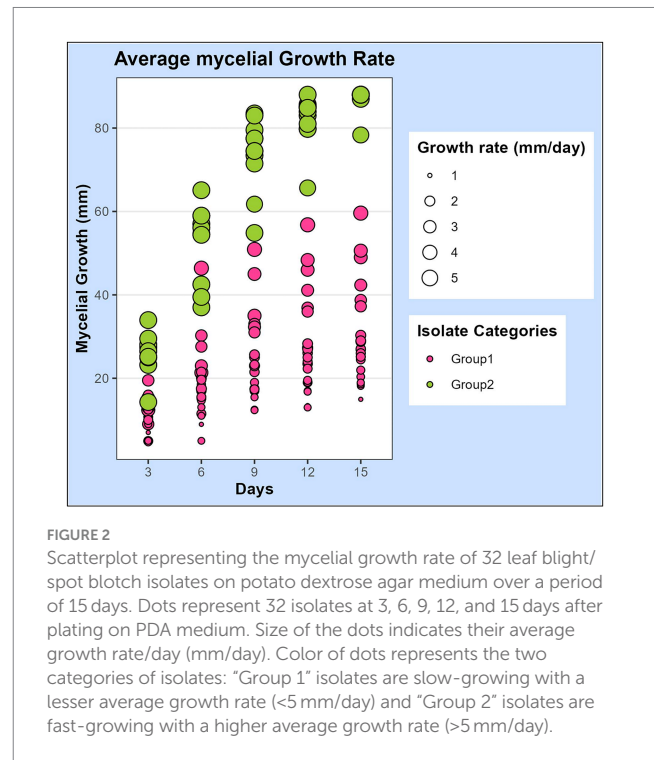 Average mycelial Growth Rate
Mycelial Growth (mm)
80
60
40
20
3 6 9 12 15
Days
Growth rate (mm/day)
1
2
3
4
5
Isolate Categories
Group1
Group2
FIGURE 2
Scatterplot representing the mycelial growth rate of 32 leaf blight/
spot blotch isolates on potato dextrose agar medium over a period
of 15 days. Dots represent 32 isolates at 3, 6, 9, 12, and 15 days after
plating on PDA medium. Size of the dots indicates their average
growth rate/day (mm/day). Color of dots represents the two
categories of isolates: “Group 1” isolates are slow-growing with a
lesser average growth rate (<5 mm/day) and “Group 2” isolates are
fast-growing with a higher average growth rate (>5 mm/day).